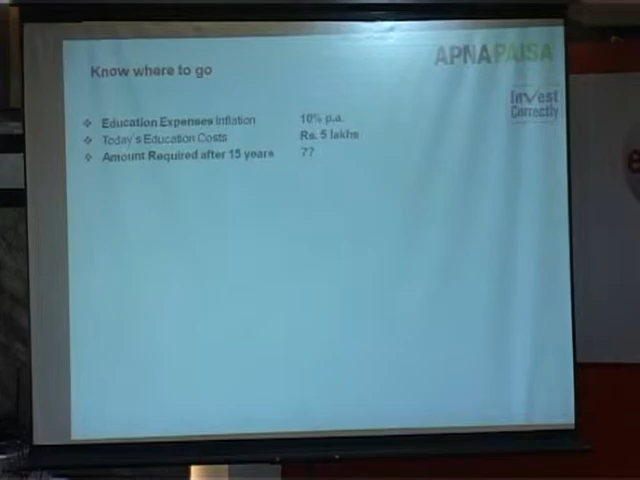 APNAPAISA
Know where to go
Invest
Correctly
❖ Education Expenses Inflation 10% p.a.
❖ Today's Education Costs Rs. 5 lakhs
❖ Amount Required after 15 years ??
e